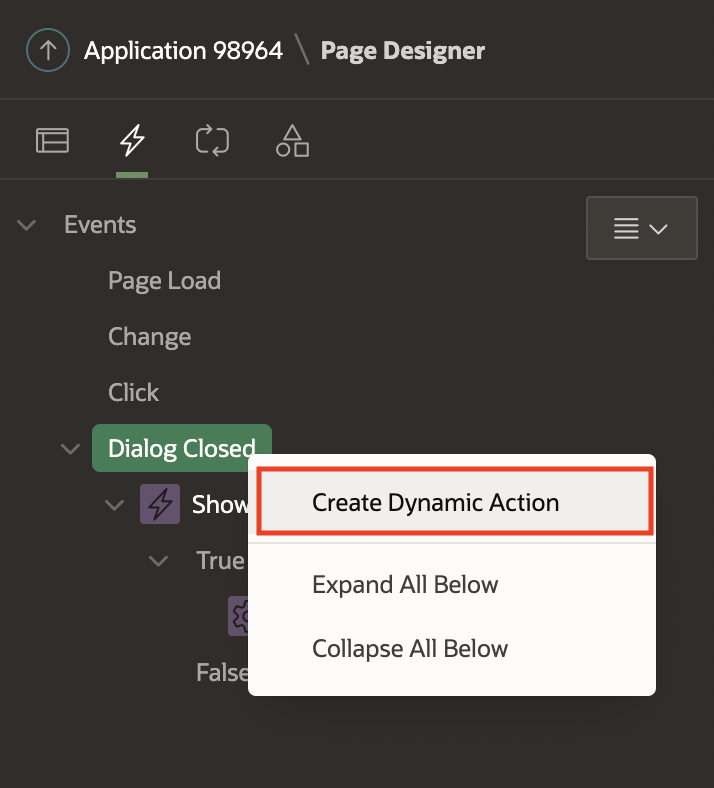 Application 98964 \ Page Designer
Events
Page Load
Change
Click
Dialog Closed
Create Dynamic Action
Show
Expand All Below
True
Collapse All Below
False